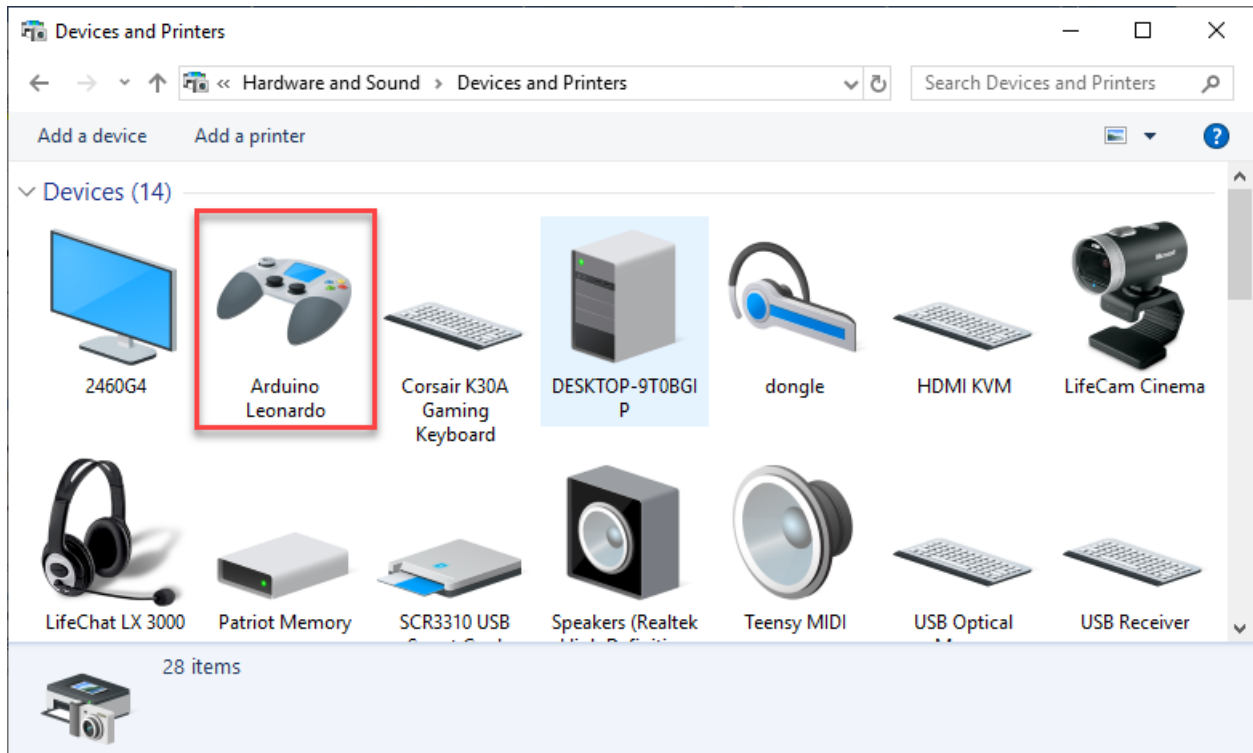 Devices and Printers
« Hardware and Sound > Devices and Printers
Search Devices and Printers
Add a device
Add a printer
?
Devices (14)
2460G4
Arduino
Leonardo
Corsair K30A
Gaming
Keyboard
DESKTOP-9T0BGI
P
dongle
HDMI KVM
LifeCam Cinema
LifeChat LX 3000
Patriot Memory
SCR3310 USB
Speakers (Realtek
Teensy MIDI
USB Optical
USB Receiver
28 items